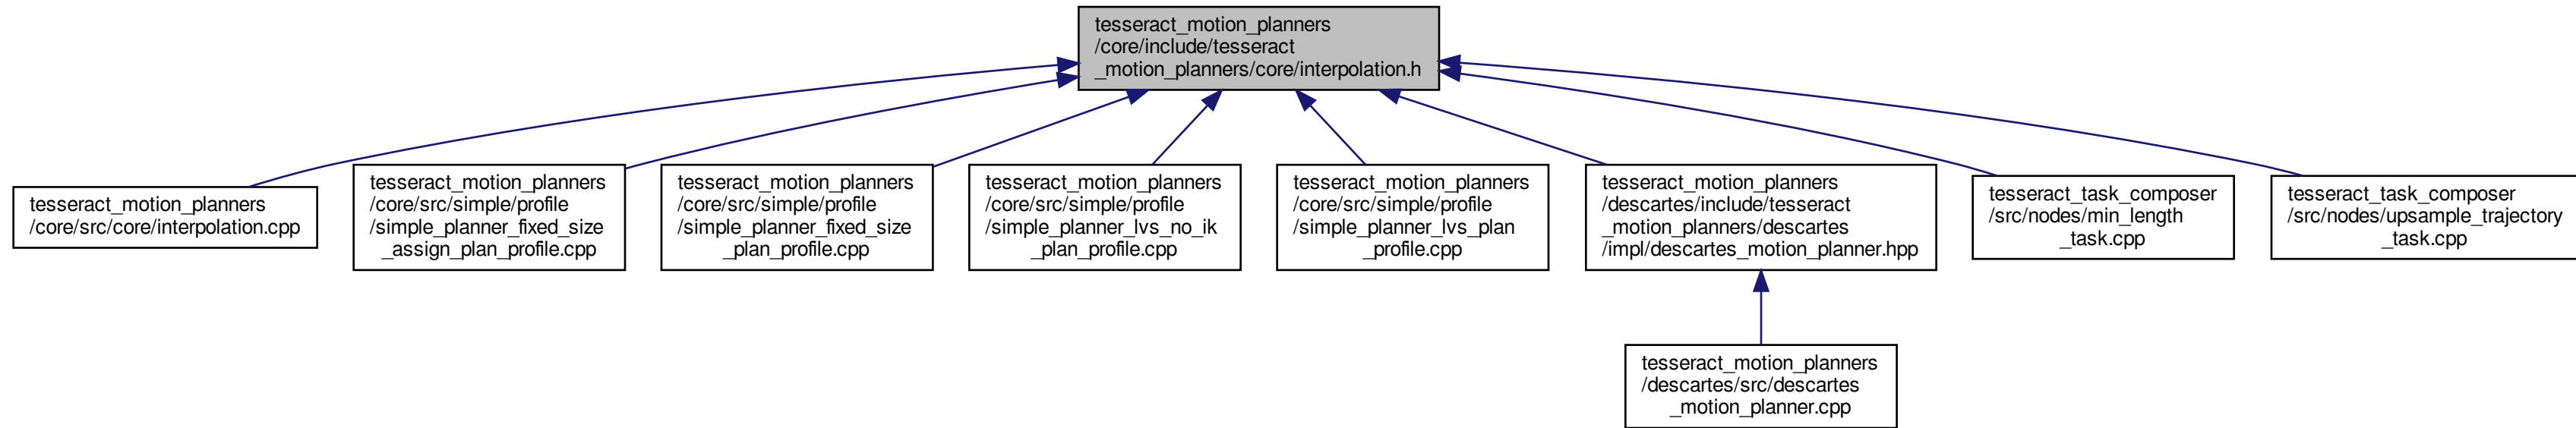 tesseract_motion_planners
/core/include/tesseract
_motion_planners/core/interpolation.h
tesseract_motion_planners
/core/src/core/interpolation.cpp
tesseract_motion_planners
/core/src/simple/profile
/simple_planner_fixed_size
_assign_plan_profile.cpp
tesseract_motion_planners
/core/src/simple/profile
/simple_planner_fixed_size
_plan_profile.cpp
tesseract_motion_planners
/core/src/simple/profile
/simple_planner_lvs_no_ik
_plan_profile.cpp
tesseract_motion_planners
/core/src/simple/profile
/simple_planner_lvs_plan
_profile.cpp
tesseract_motion_planners
/descartes/include/tesseract
_motion_planners/descartes
/impl/descartes_motion_planner.hpp
tesseract_task_composer
/src/nodes/min_length
_task.cpp
tesseract_task_composer
/src/nodes/upsample_trajectory
_task.cpp
tesseract_motion_planners
/descartes/src/descartes
_motion_planner.cpp